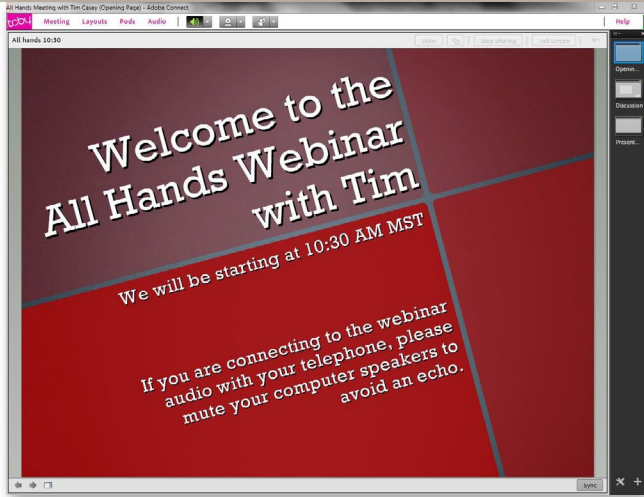 All Hands Meeting with Tim Casey (Opening Page) - Adobe Connect
tcby Meeting Layouts Pods Audio Help
All hands 10:30 Draw Stop Sharing Full Screen
Welcome to the
All Hands Webinar
with Tim
We will be starting at 10:30 AM MST
If you are connecting to the webinar
audio with your telephone, please
mute your computer speakers to
avoid an echo.
Openin...
Discussion
Present...
Sync